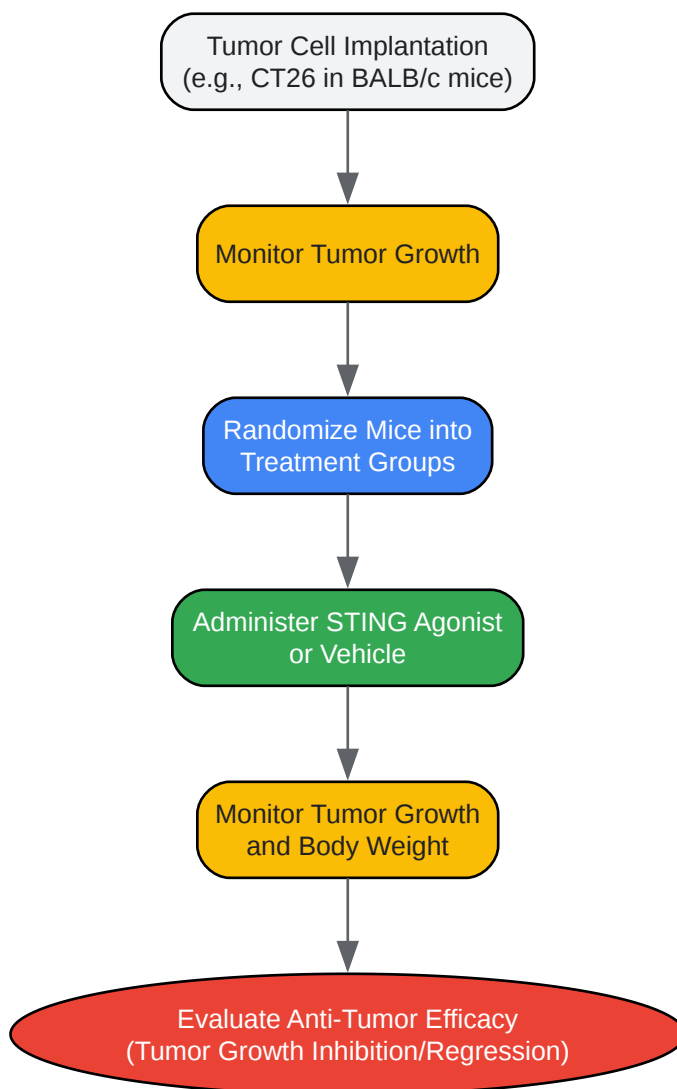 Tumor Cell Implantation
(e.g., CT26 in BALB/c mice)
Monitor Tumor Growth
Randomize Mice into
Treatment Groups
Administer STING Agonist
or Vehicle
Monitor Tumor Growth
and Body Weight
Evaluate Anti-Tumor Efficacy
(Tumor Growth Inhibition/Regression)